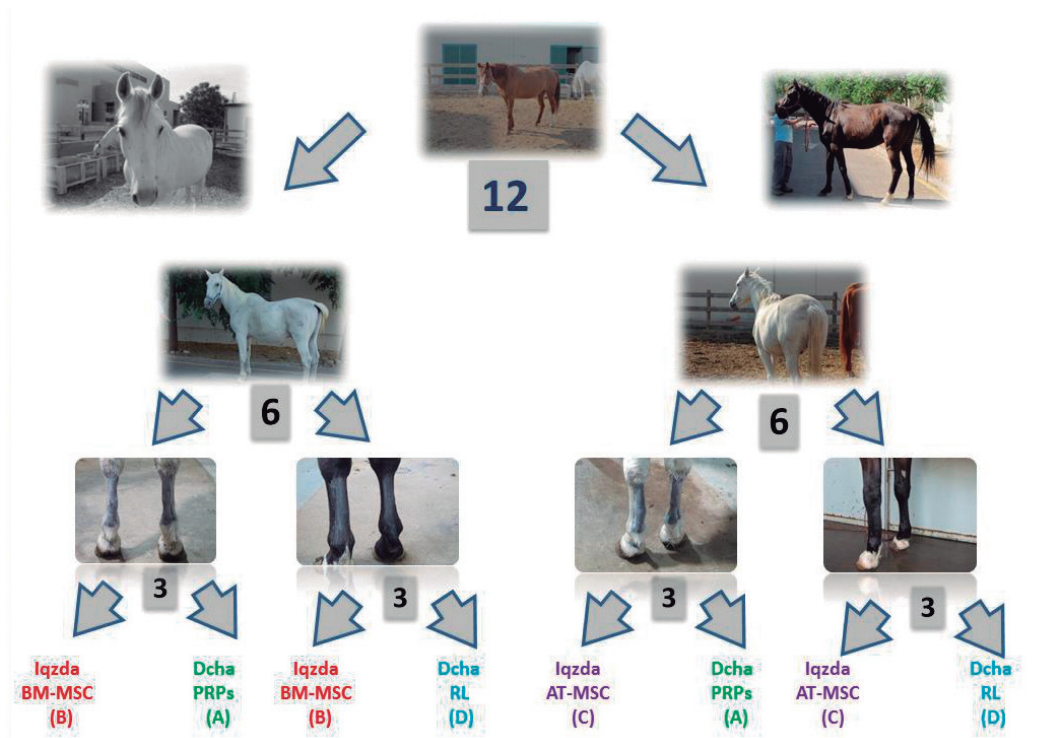 12
6
6
3
3
3
3
Iqzda
BM-MSC
(B)
Dcha
PRPs
(A)
Iqzda
BM-MSC
(B)
Dcha
RL
(D)
Iqzda
AT-MSC
(C)
Dcha
PRPs
(A)
Iqzda
AT-MSC
(C)
Dcha
RL
(D)